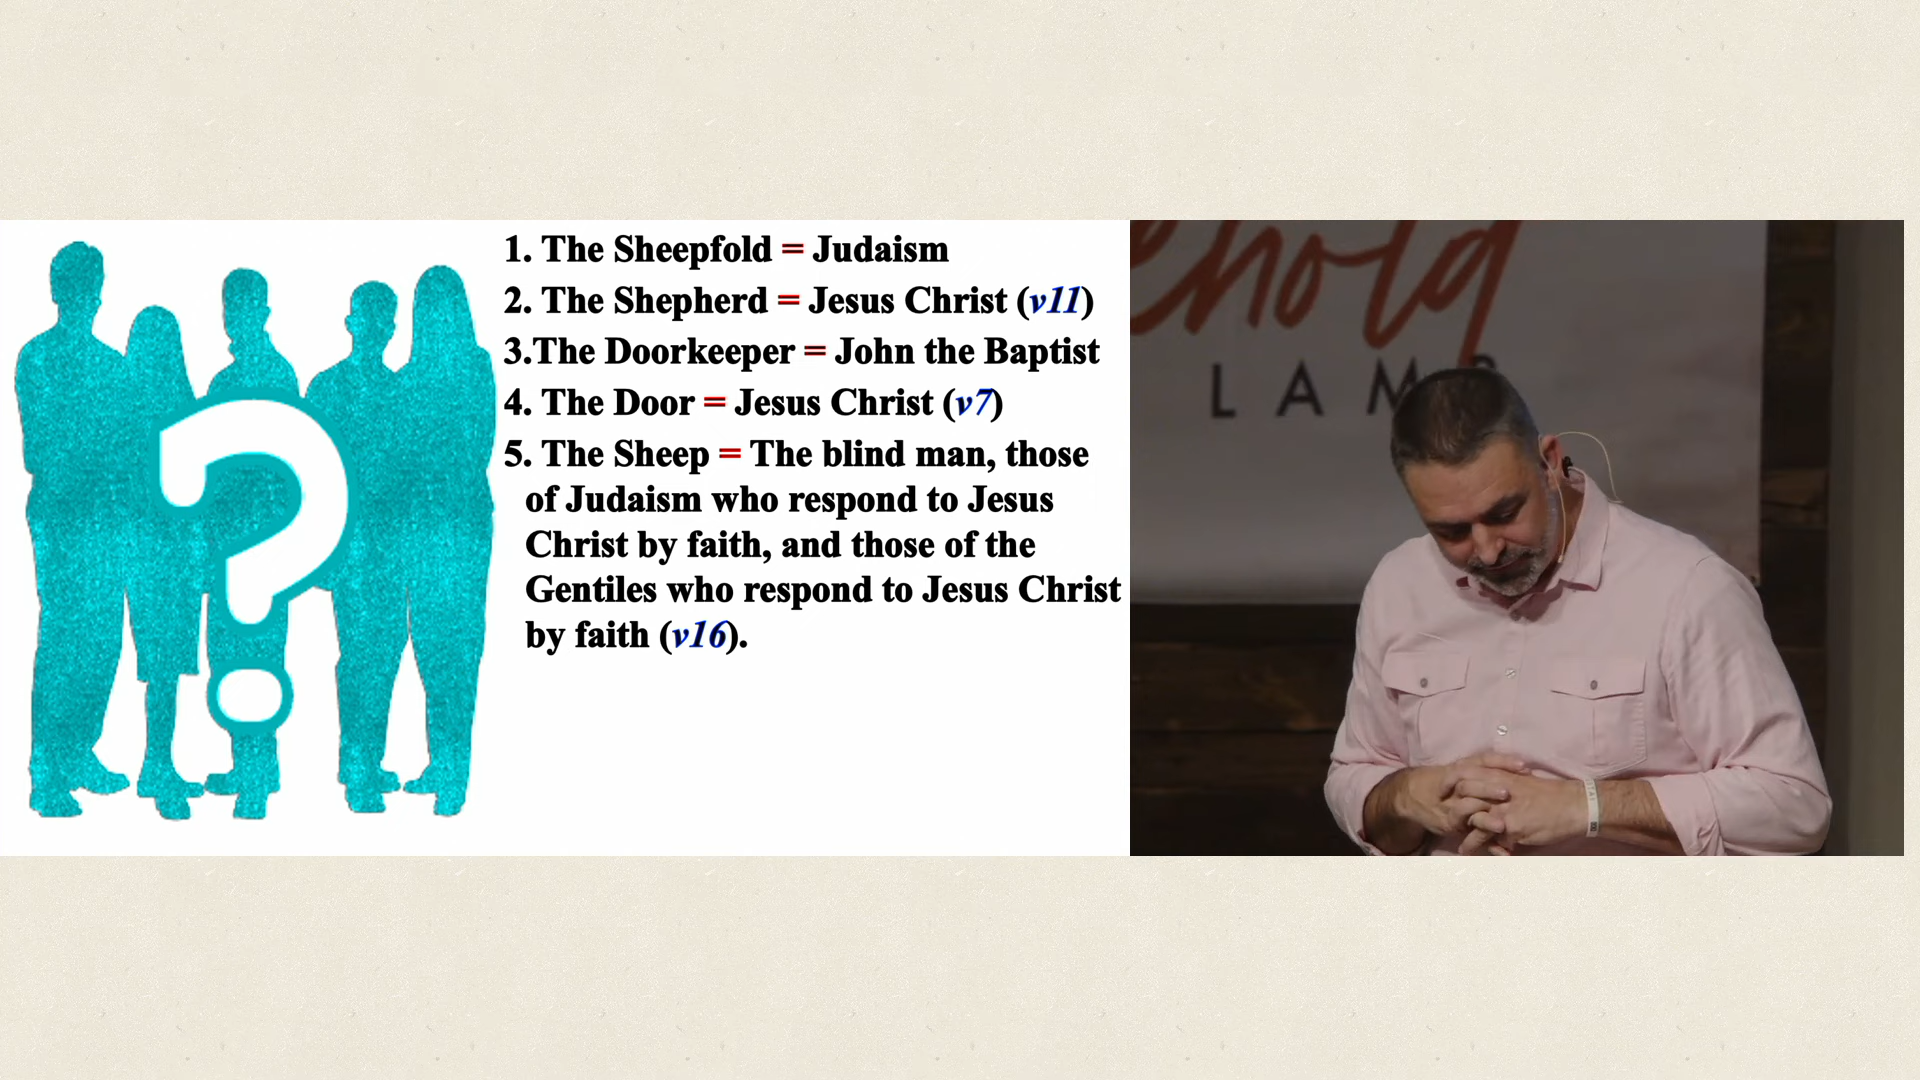 1. The Sheepfold = Judaism
2. The Shepherd = Jesus Christ (v11)
3.The Doorkeeper = John the Baptist
4. The Door = Jesus Christ (v7)
5. The Sheep = The blind man, those
of Judaism who respond to Jesus
Christ by faith, and those of the
Gentiles who respond to Jesus Christ
by faith (v16).
ehold
LAMB